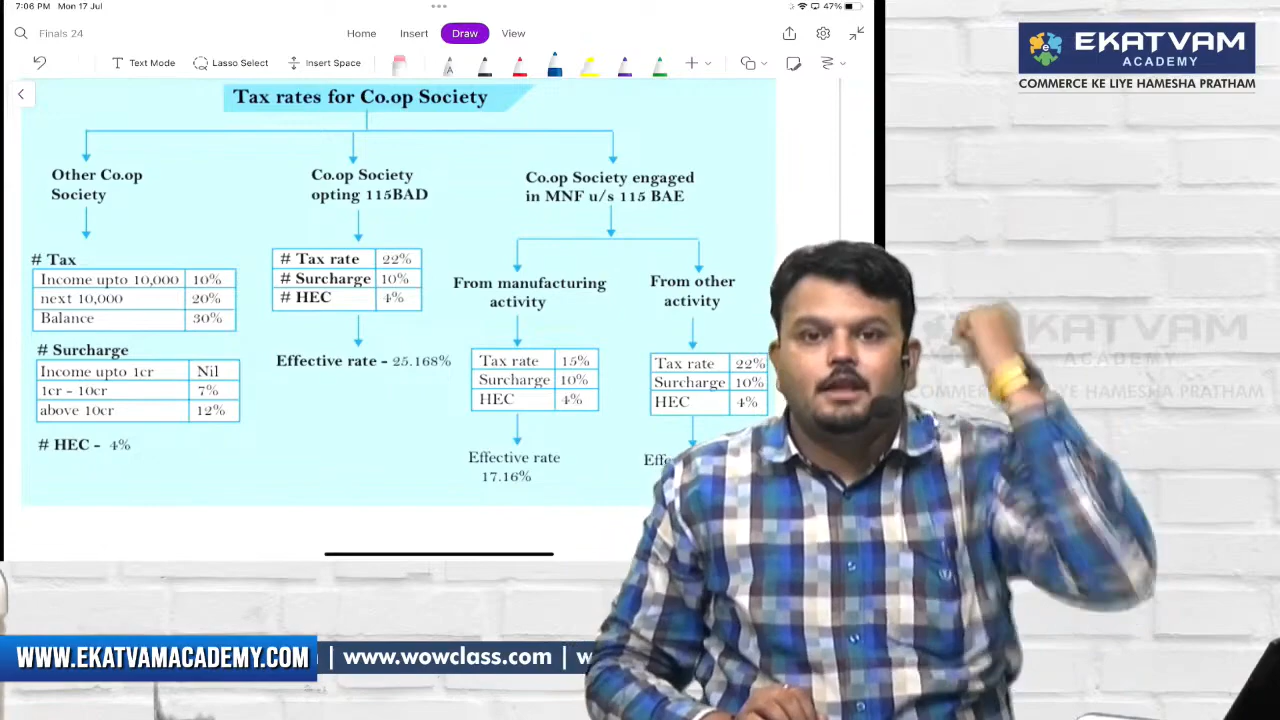 7:06 PM Mon 17 Jul
47%
Finals 24
Home Insert Draw View
Text Mode Lasso Select Insert Space
EKATVAM
ACADEMY
COMMERCE KE LIYE HAMESHA PRATHAM
Tax rates for Co.op Society
Other Co.op
Society
# Tax
Income upto 10,000 10%
next 10,000 20%
Balance 30%
# Surcharge
Income upto 1cr Nil
1cr - 10cr 7%
above 10cr 12%
# HEC - 4%
Co.op Society
opting 115BAD
# Tax rate 22%
# Surcharge 10%
# HEC 4%
Effective rate - 25.168%
Co.op Society engaged
in MNF u/s 115 BAE
From manufacturing
activity
Tax rate 15%
Surcharge 10%
HEC 4%
Effective rate
17.16%
From other
activity
Tax rate 22%
Surcharge 10%
HEC 4%
EKATVAM
ACADEMY
HAMESHA PRATHAM
WWW.EKATVAMACADEMY.COM
| www.wowclass.com |